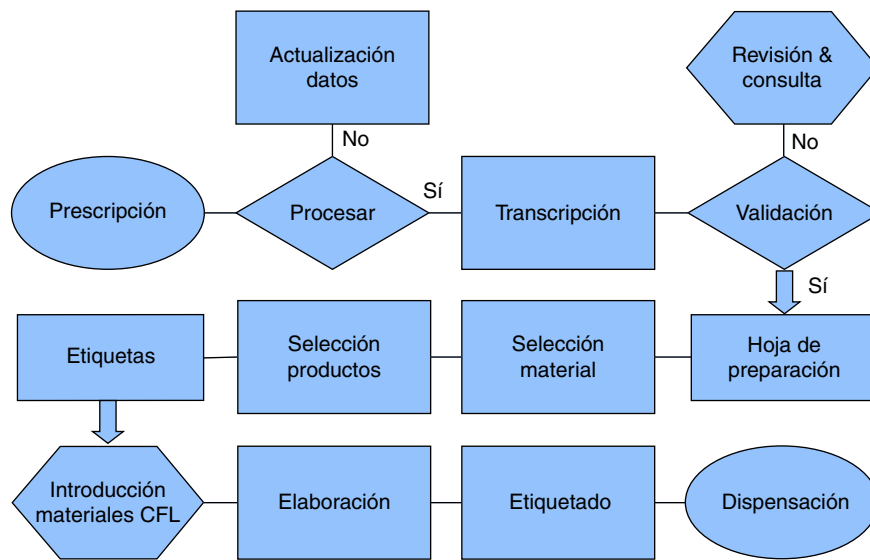 Actualización
datos
Revisión &
consulta
No
No
Prescripción
Procesar
Sí
Transcripción
Validación
Sí
Etiquetas
Selección
productos
Selección
material
Hoja de
preparación
Introducción
materiales CFL
Elaboración
Etiquetado
Dispensación